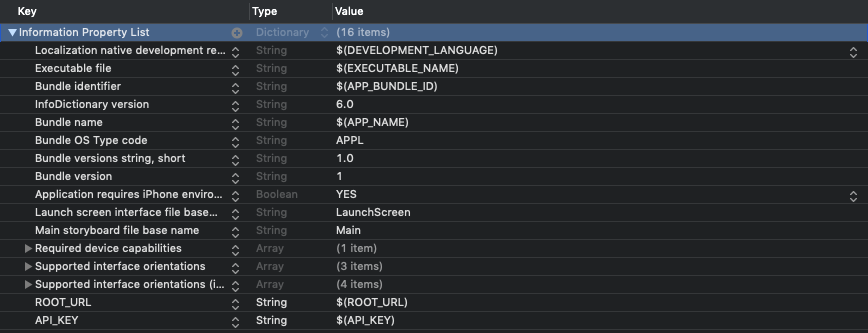 Key Type Value
Information Property List Dictionary (16 items)
Localization native development re... String $(DEVELOPMENT_LANGUAGE)
Executable file String $(EXECUTABLE_NAME)
Bundle identifier String $(APP_BUNDLE_ID)
InfoDictionary version String 6.0
Bundle name String $(APP_NAME)
Bundle OS Type code String APPL
Bundle versions string, short String 1.0
Bundle version String 1
Application requires iPhone enviro... Boolean YES
Launch screen interface file base... String LaunchScreen
Main storyboard file base name String Main
Required device capabilities Array (1 item)
Supported interface orientations Array (3 items)
Supported interface orientations (i... Array (4 items)
ROOT_URL String $(ROOT_URL)
API_KEY String $(API_KEY)